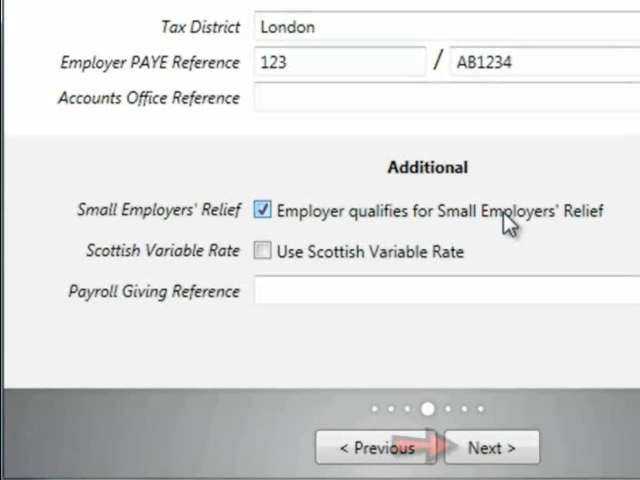 Tax District London
Employer PAYE Reference 123 / AB1234
Accounts Office Reference
Additional
Small Employers' Relief Employer qualifies for Small Employers' Relief
Scottish Variable Rate Use Scottish Variable Rate
Payroll Giving Reference
< Previous Next >